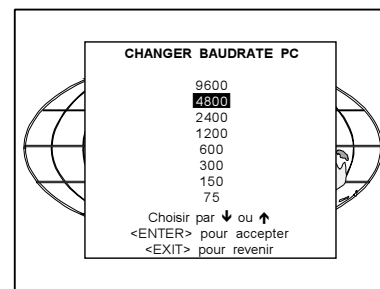 CHANGER BAUDRATE PC
9600
4800
2400
1200
600
300
150
75
Choisir par ↓ ou ↑
<ENTER> pour accepter
<EXIT> pour revenir